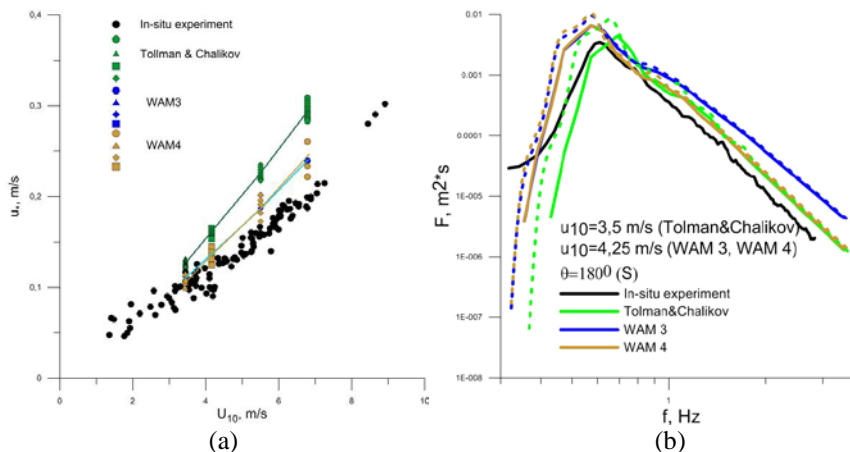 0,4
In-situ experiment
Tollman & Chalikov
WAM3
WAM4
0,3
u*, m/s
0,2
0,1
0
0 2 4 6 8 10
U10, m/s
(a)
0.01
0.001
0.0001
1E-005
1E-006
1E-007
1E-008
F, m2*s
u10=3,5 m/s (Tolman&Chalikov)
u10=4,25 m/s (WAM 3, WAM 4)
θ=180⁰ (S)
In-situ experiment
Tolman&Chalikov
WAM 3
WAM 4
1
f, Hz
(b)